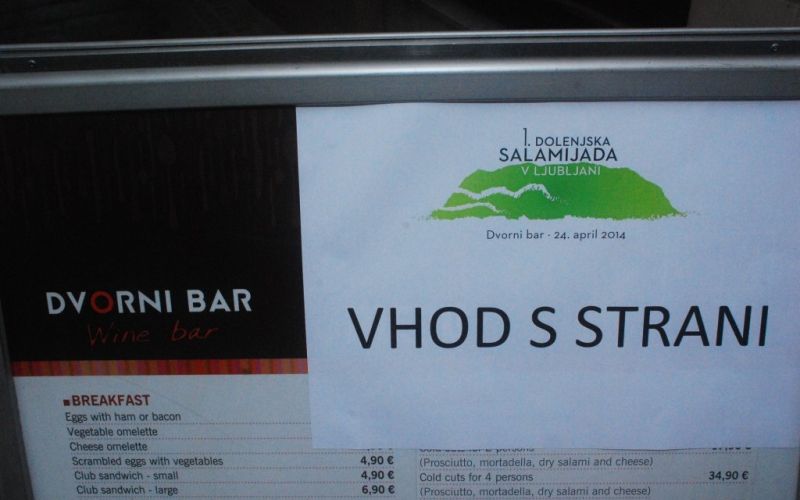 1. DOLENJSKA
SALAMIJADA
V LJUBLJANI
Dvorni bar - 24. april 2014
VHOD S STRANI
DVORNI BAR
Wine bar
■BREAKFAST
Eggs with ham or bacon
Vegetable omelette
Cheese omelette
Scrambled eggs with vegetables 4,90 €
Club sandwich - small 4,90 €
Club sandwich - large 6,90 €
(Prosciutto, mortadella, dry salami and cheese)
Cold cuts for 4 persons 34,90 €
(Prosciutto, mortadella, dry salami and cheese)